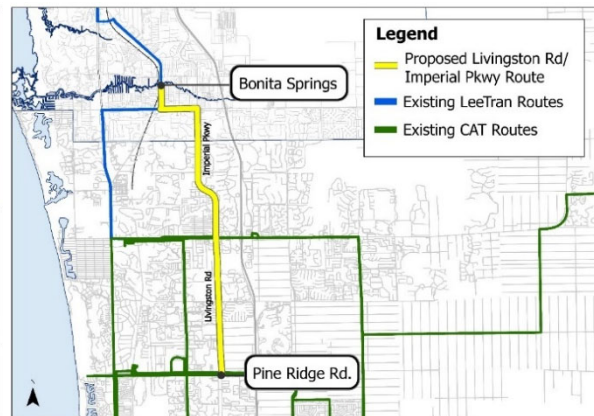 Legend
Proposed Livingston Rd/
Imperial Pkwy Route
Existing LeeTran Routes
Existing CAT Routes
Bonita Springs
Imperial Pkwy
Livingston Rd
Pine Ridge Rd.